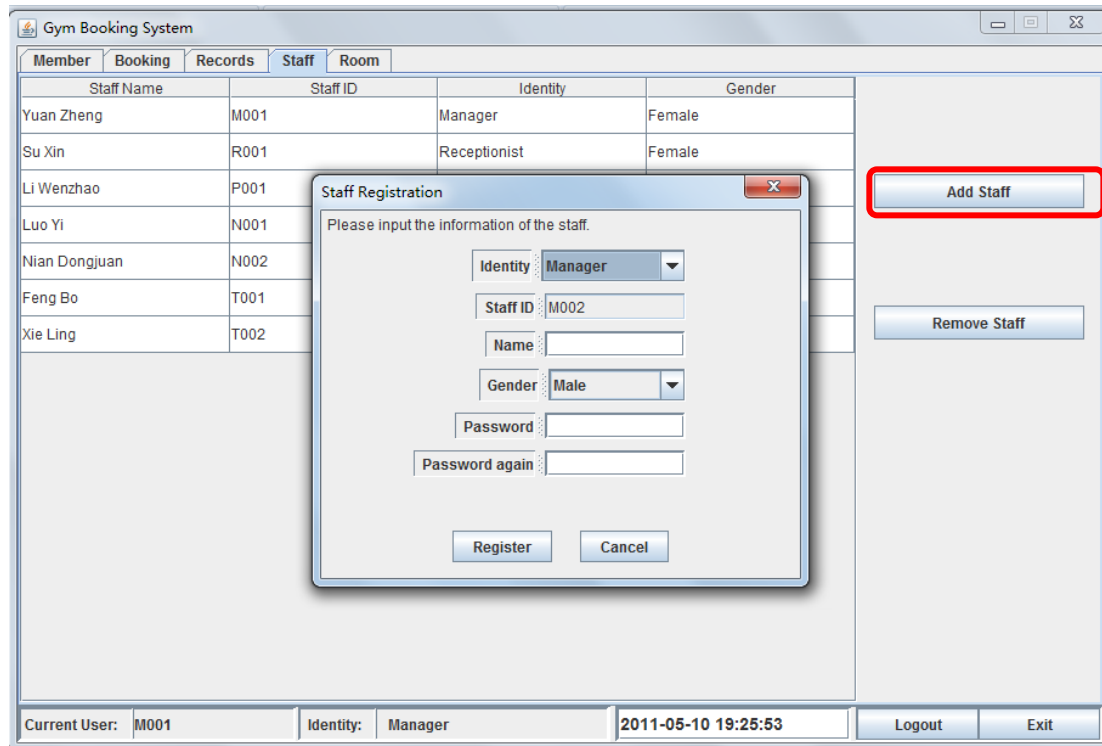 Gym Booking System
Member Booking Records Staff Room
Staff Name Staff ID Identity Gender
Yuan Zheng M001 Manager Female
Su Xin R001 Receptionist Female
Li Wenzhao P001
Luo Yi N001
Nian Dongjuan N002
Feng Bo T001
Xie Ling T002
Staff Registration
Please input the information of the staff.
Identity Manager
Staff ID M002
Name
Gender Male
Password
Password again
Register Cancel
Add Staff
Remove Staff
Current User: M001 Identity: Manager 2011-05-10 19:25:53 Logout Exit